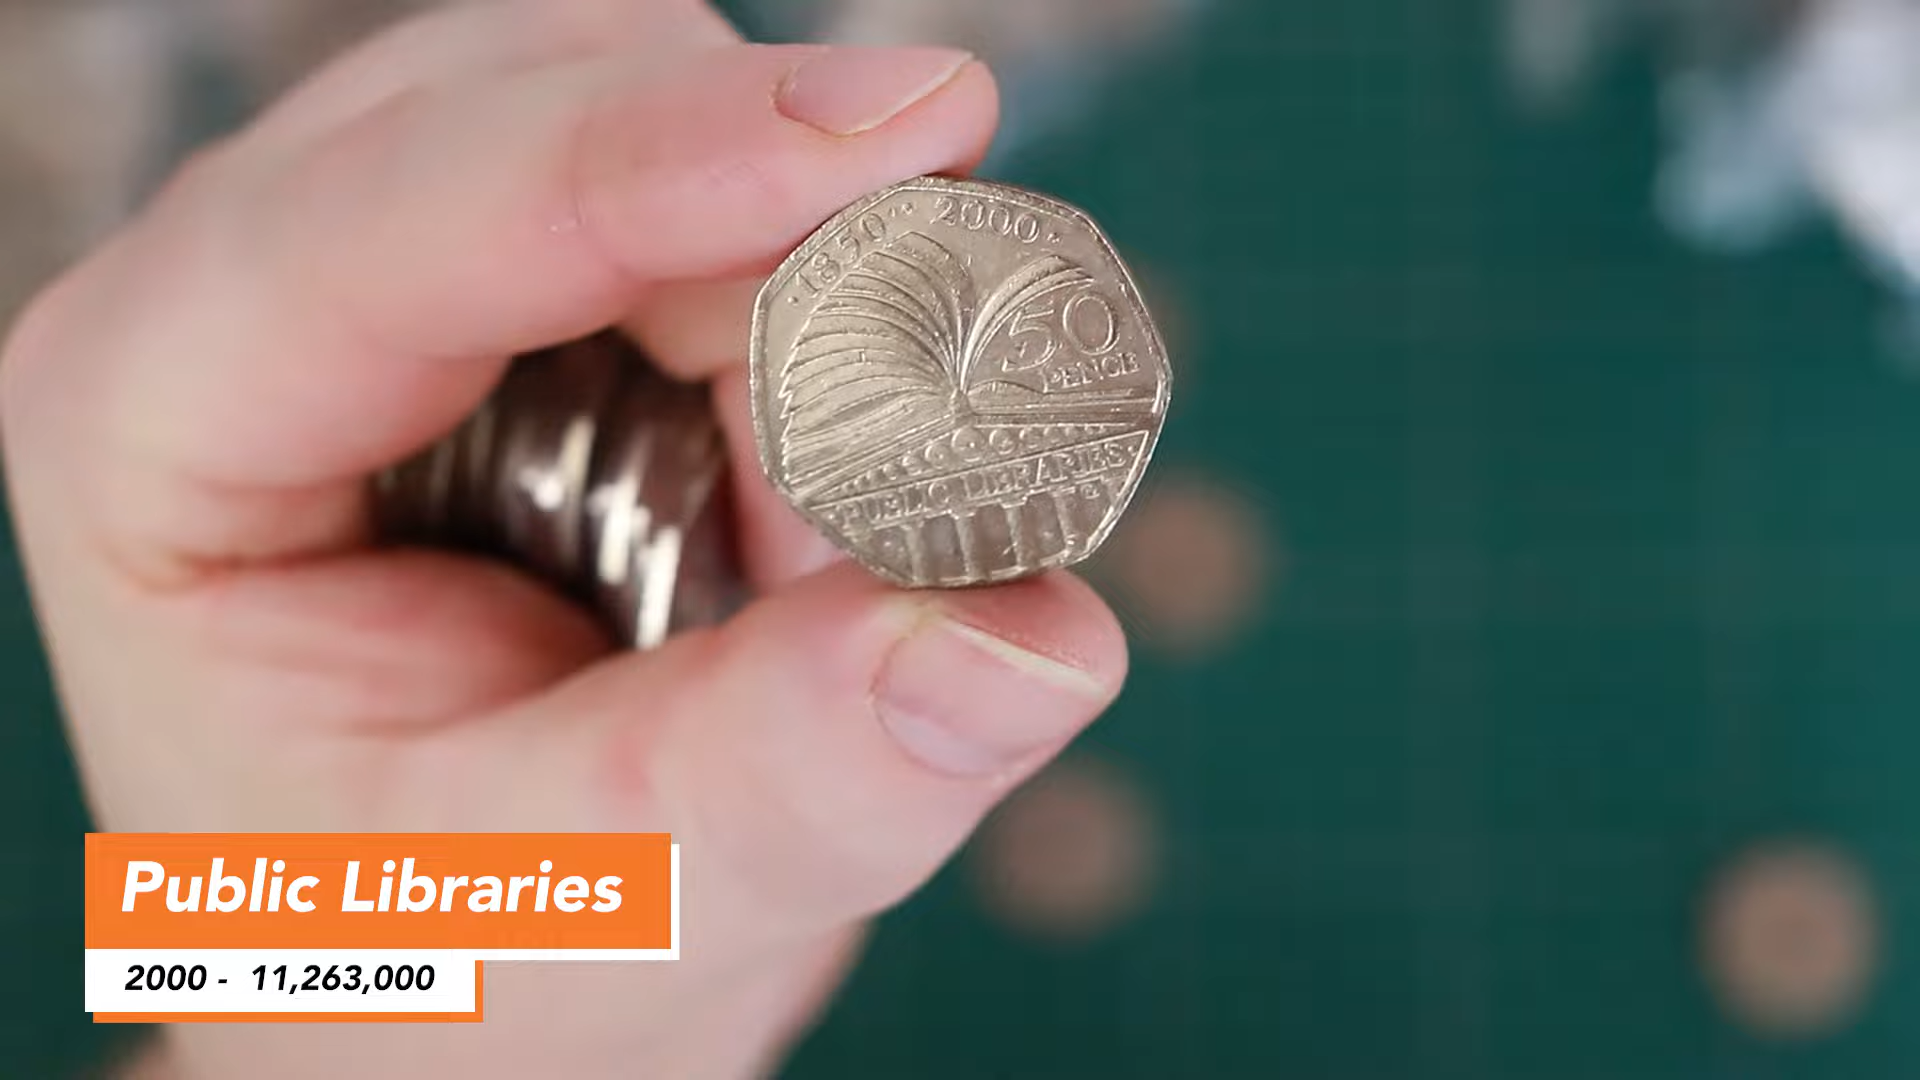 1850 · 2000
50
PENCE
PUBLIC LIBRARIES
Public Libraries
2000 - 11,263,000